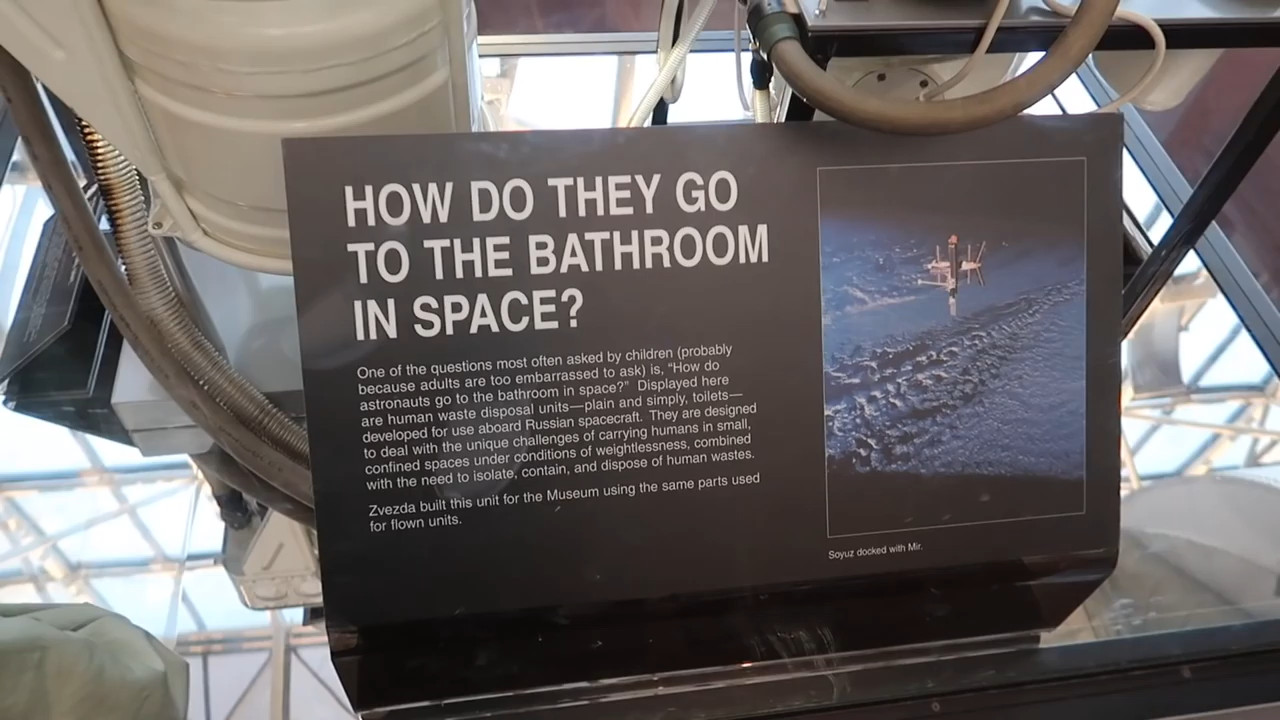 HOW DO THEY GO
TO THE BATHROOM
IN SPACE?
One of the questions most often asked by children (probably
because adults are too embarrassed to ask) is, “How do
astronauts go to the bathroom in space?” Displayed here
are human waste disposal units—plain and simply, toilets—
developed for use aboard Russian spacecraft. They are designed
to deal with the unique challenges of carrying humans in small,
confined spaces under conditions of weightlessness, combined
with the need to isolate, contain, and dispose of human wastes.
Zvezda built this unit for the Museum using the same parts used
for flown units.
Soyuz docked with Mir.